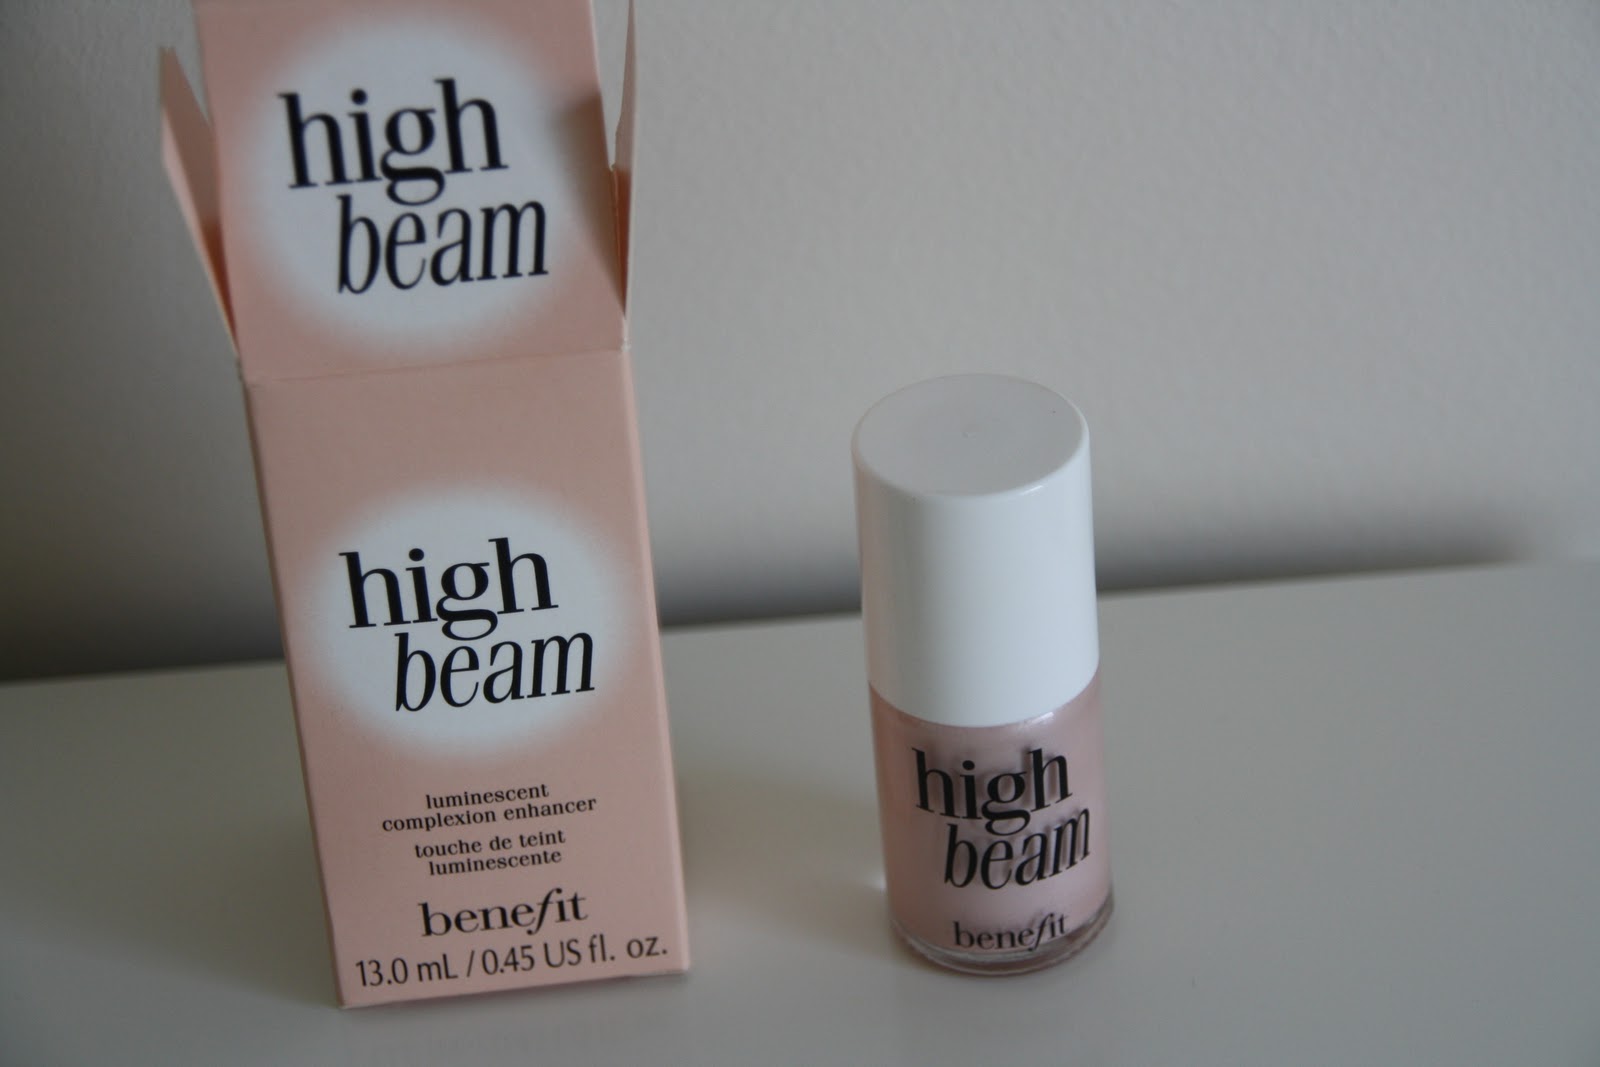 high
beam
high
beam
luminescent
complexion enhancer
touche de teint
luminescente
benefit
13.0 mL / 0.45 US fl. oz.
high
beam
benefit